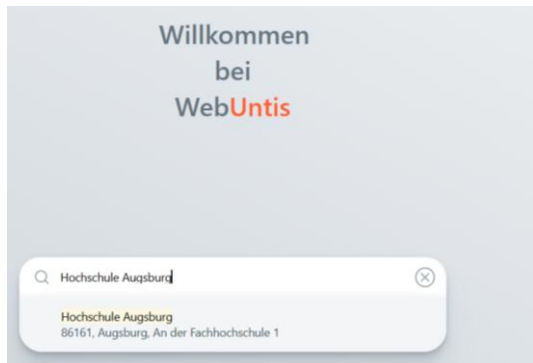 Willkommen
bei
WebUntis
Hochschule Augsburg
Hochschule Augsburg
86161, Augsburg, An der Fachhochschule 1